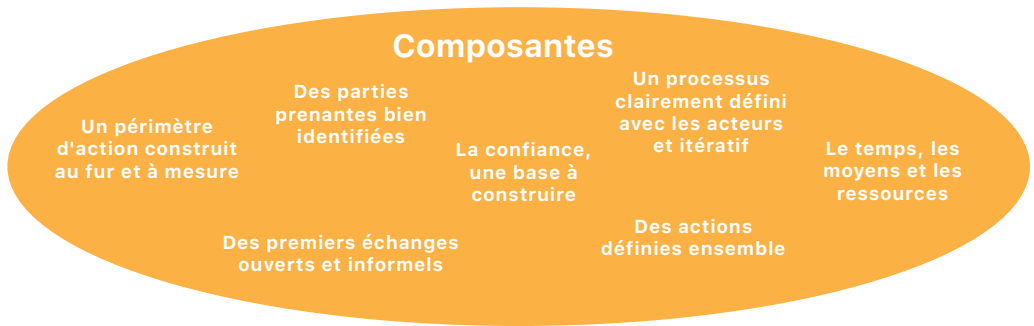 Composantes
Un périmètre
d'action construit
au fur et à mesure
Des parties
prenantes bien
identifiées
La confiance,
une base à
construire
Un processus
clairement défini
avec les acteurs
et itératif
Le temps, les
moyens et les
ressources
Des premiers échanges
ouverts et informels
Des actions
définies ensemble